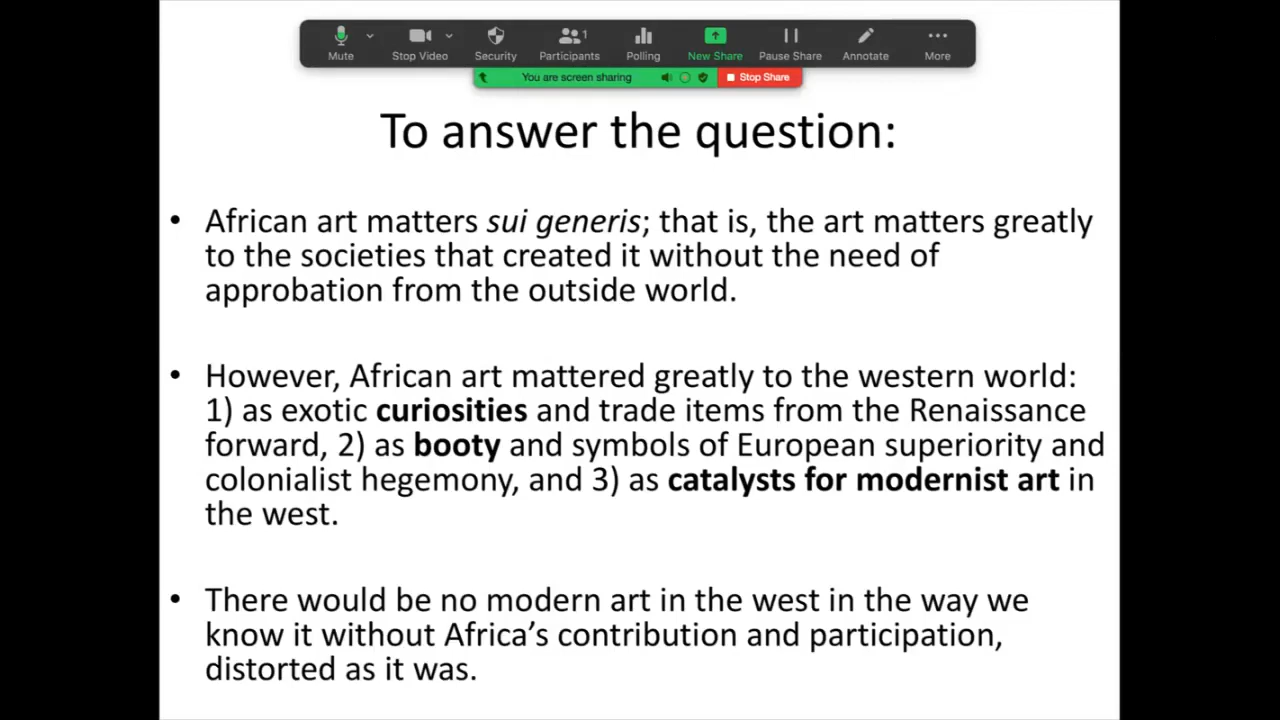 Mute
Stop Video
Security
Participants
1
Polling
New Share
Pause Share
Annotate
More
You are screen sharing
Stop Share
To answer the question:
• African art matters sui generis; that is, the art matters greatly
to the societies that created it without the need of
approbation from the outside world.
• However, African art mattered greatly to the western world:
1) as exotic curiosities and trade items from the Renaissance
forward, 2) as booty and symbols of European superiority and
colonialist hegemony, and 3) as catalysts for modernist art in
the west.
• There would be no modern art in the west in the way we
know it without Africa’s contribution and participation,
distorted as it was.